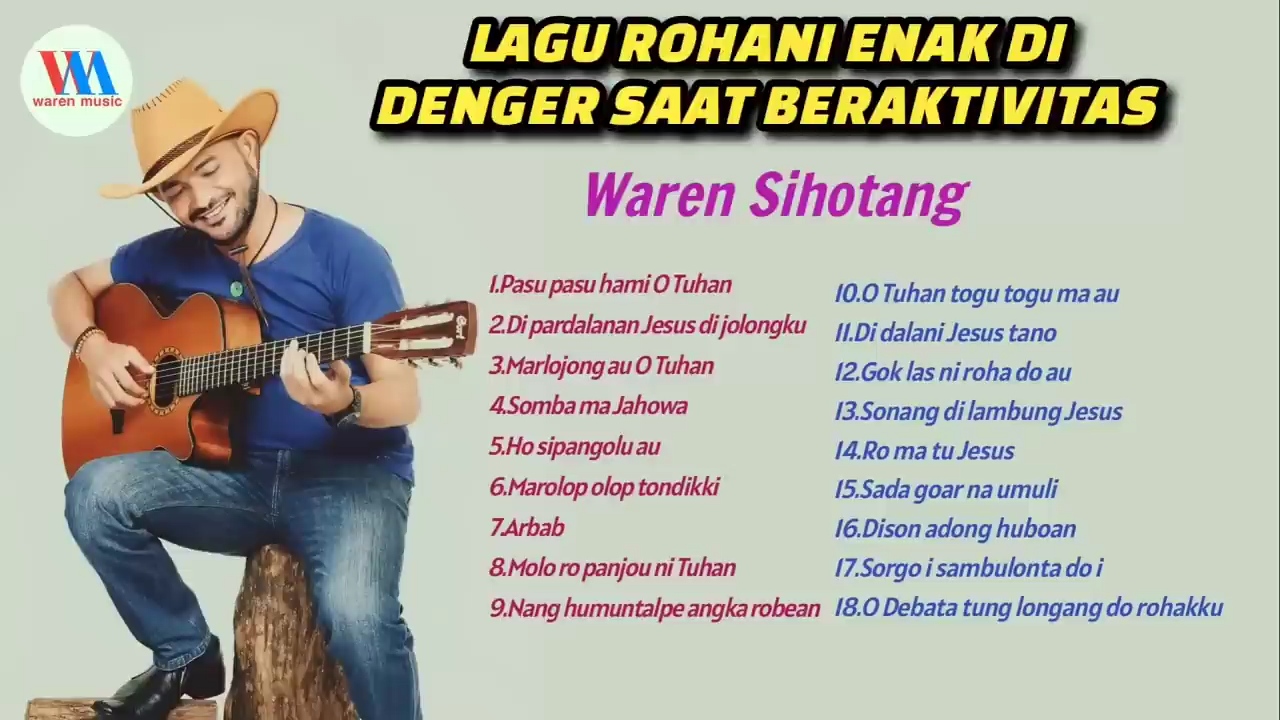 WM
waren music
LAGU ROHANI ENAK DI
DENGER SAAT BERAKTIVITAS
Waren Sihotang
1.Pasu pasu hami O Tuhan
2.Di pardalanan Jesus di jolongku
3.Marlojong au O Tuhan
4.Somba ma Jahowa
5.Ho sipangolu au
6.Marolop olop tondikki
7.Arbab
8.Molo ro panjou ni Tuhan
9.Nang humuntalpe angka robean
10.O Tuhan togu togu ma au
11.Di dalani Jesus tano
12.Gok las ni roha do au
13.Sonang di lambung Jesus
14.Ro ma tu Jesus
15.Sada goar na umuli
16.Dison adong huboan
17.Sorgo i sambulonta do i
18.O Debata tung longang do rohakku
Cort